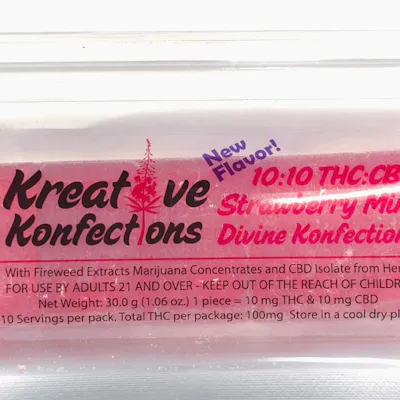 New
Flavor!
Kreative
Konfections
10:10 THC:CB
Strawberry Min
Divine Konfection
With Fireweed Extracts Marijuana Concentrates and CBD Isolate from Her
FOR USE BY ADULTS 21 AND OVER - KEEP OUT OF THE REACH OF CHILDR
Net Weight: 30.0 g (1.06 oz.) 1 piece = 10 mg THC & 10 mg CBD
10 Servings per pack. Total THC per package: 100mg Store in a cool dry pl